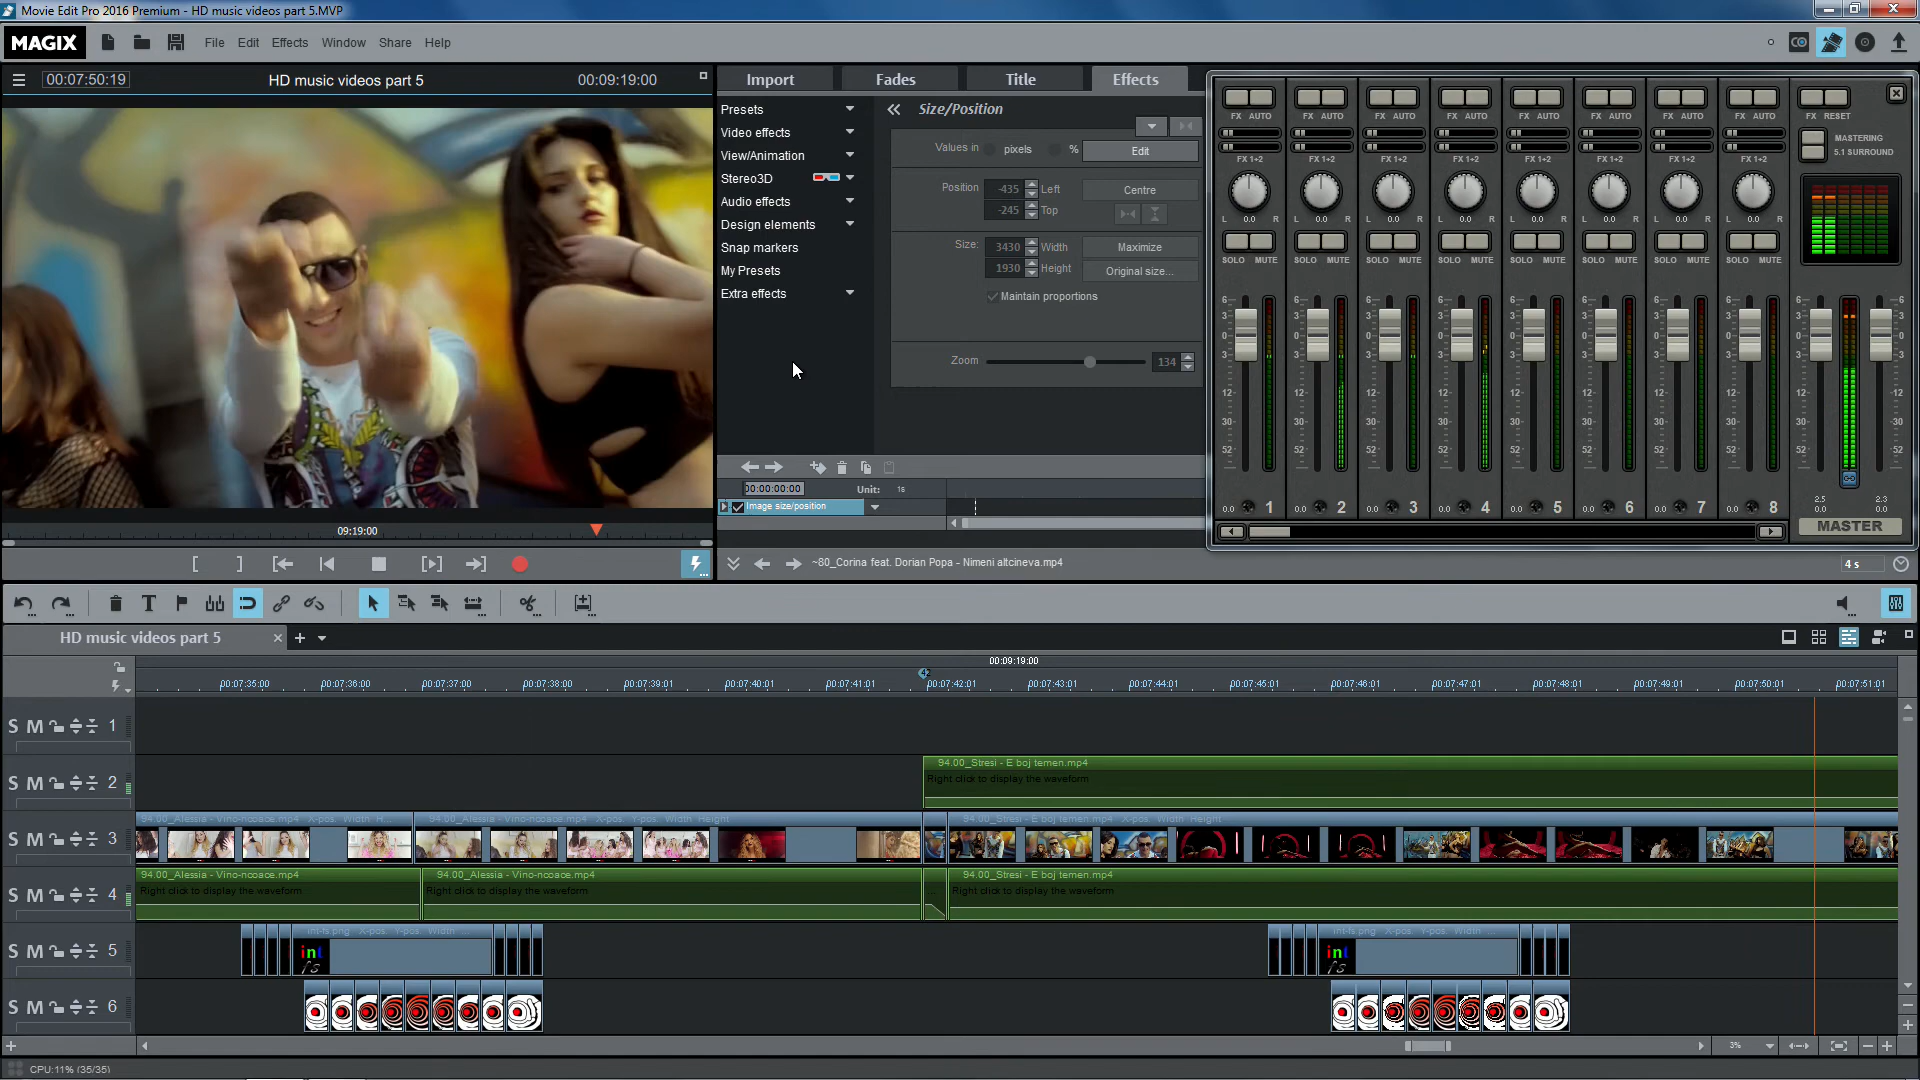 Movie Edit Pro 2016 Premium - HD music videos part 5.MVP
MAGIX File Edit Effects Window Share Help
00:07:50:19 HD music videos part 5 00:09:19:00
Import Fades Title Effects
Presets
Video effects
View/Animation
Stereo3D
Audio effects
Design elements
Snap markers
My Presets
Extra effects
Size/Position
Values in pixels % Edit
Position -435 Left Centre
-245 Top
Size: 3430 Width Maximize
1930 Height Original size...
Maintain proportions
Zoom 134
00:00:00:00 Unit: 16
Image size/position
FX AUTO FX AUTO FX AUTO FX AUTO FX AUTO FX AUTO FX AUTO FX AUTO FX RESET
MASTERING
5.1 SURROUND
FX 1+2 FX 1+2 FX 1+2 FX 1+2 FX 1+2 FX 1+2 FX 1+2 FX 1+2
L 0.0 R L 0.0 R L 0.0 R L 0.0 R L 0.0 R L 0.0 R L 0.0 R L 0.0 R
SOLO MUTE SOLO MUTE SOLO MUTE SOLO MUTE SOLO MUTE SOLO MUTE SOLO MUTE SOLO MUTE
6 3 0 3 12 30 52
0.0 1 0.0 2 0.0 3 0.0 4 0.0 5 0.0 6 0.0 7 0.0 8
2.5 2.3
0.0 0.0
MASTER
09:19:00
~80_Corina feat. Dorian Popa - Nimeni altcineva.mp4 4 s
HD music videos part 5
00:09:19:00
00:07:35:00 00:07:36:00 00:07:37:00 00:07:38:00 00:07:39:01 00:07:40:01 00:07:41:01 00:07:42:01 00:07:43:01 00:07:44:01 00:07:45:01 00:07:46:01 00:07:47:01 00:07:48:01 00:07:49:01 00:07:50:01 00:07:51:01
S M 1
S M 2
94.00_Stresi - E boj temen.mp4
Right click to display the waveform
S M 3
94.00_Alessia - Vino-ncoace.mp4 X-pos. Width H... 94.00_Alessia - Vino-ncoace.mp4 X-pos. Y-pos. Width Height 94.00_Stresi - E boj temen.mp4 X-pos. Width Height
S M 4
94.00_Alessia - Vino-ncoace.mp4 94.00_Alessia - Vino-ncoace.mp4 94.00_Stresi - E boj temen.mp4
Right click to display the waveform Right click to display the waveform ... Right click to display the waveform
S M 5
int-fs.png X-pos. Y-pos. Width ... int-fs.png X-pos. Y-pos. Width ...
int int
fs fs
S M 6
3%
CPU:11% (35/35)